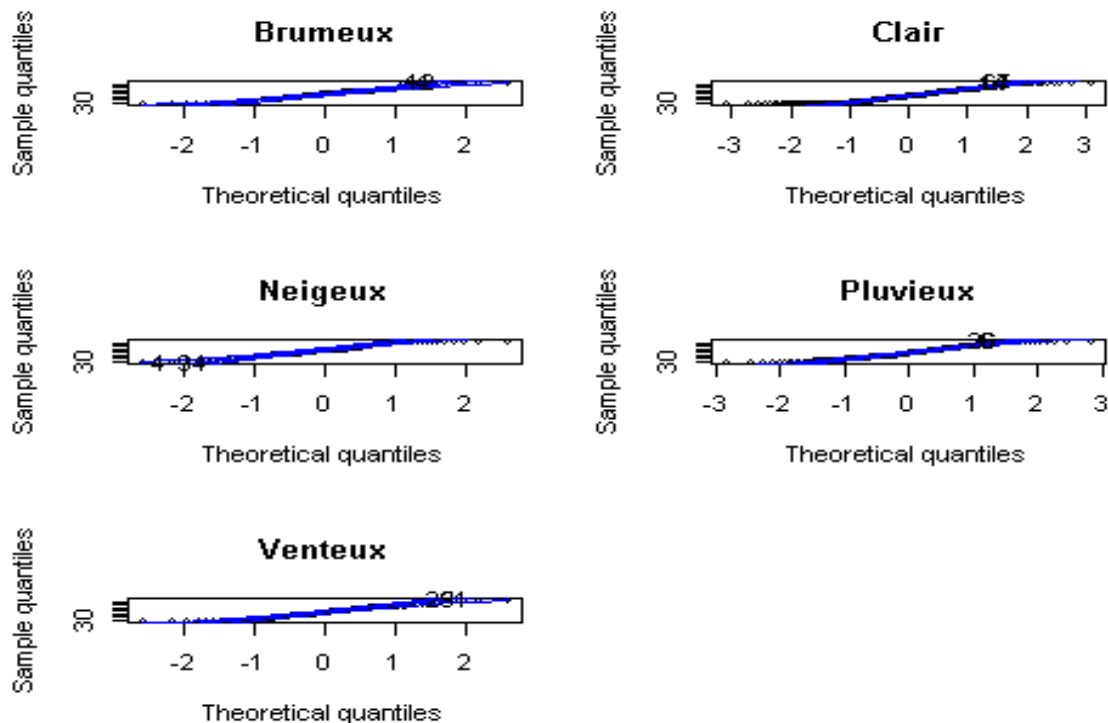 Brumeux
Sample quantiles
30
-2 -1 0 1 2
Theoretical quantiles
Clair
Sample quantiles
30
-3 -2 -1 0 1 2 3
Theoretical quantiles
Neigeux
Sample quantiles
30
-2 -1 0 1 2
Theoretical quantiles
Pluvieux
Sample quantiles
30
-3 -2 -1 0 1 2 3
Theoretical quantiles
Venteux
Sample quantiles
30
-2 -1 0 1 2
Theoretical quantiles